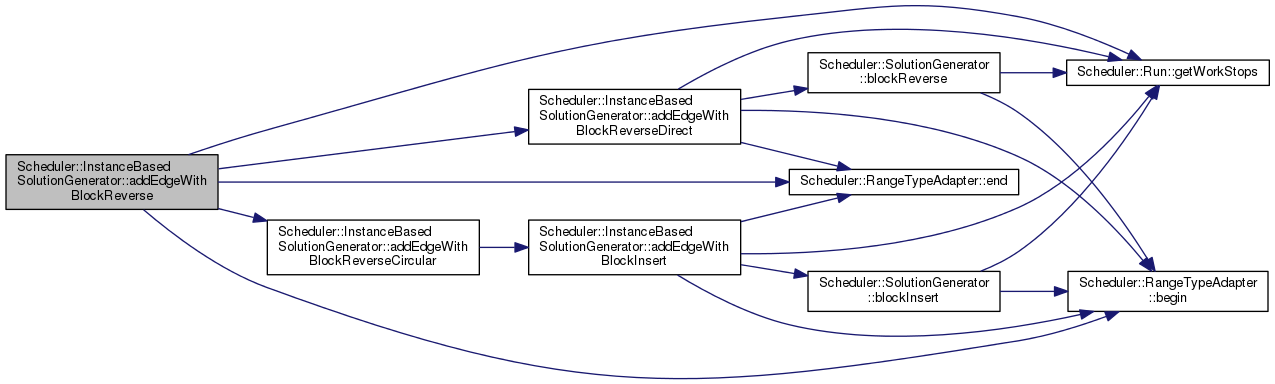 Scheduler::InstanceBased
SolutionGenerator::addEdgeWith
BlockReverse
Scheduler::InstanceBased
SolutionGenerator::addEdgeWith
BlockReverseCircular
Scheduler::InstanceBased
SolutionGenerator::addEdgeWith
BlockReverseDirect
Scheduler::InstanceBased
SolutionGenerator::addEdgeWith
BlockInsert
Scheduler::SolutionGenerator
::blockReverse
Scheduler::RangeTypeAdapter::end
Scheduler::SolutionGenerator
::blockInsert
Scheduler::Run::getWorkStops
Scheduler::RangeTypeAdapter
::begin